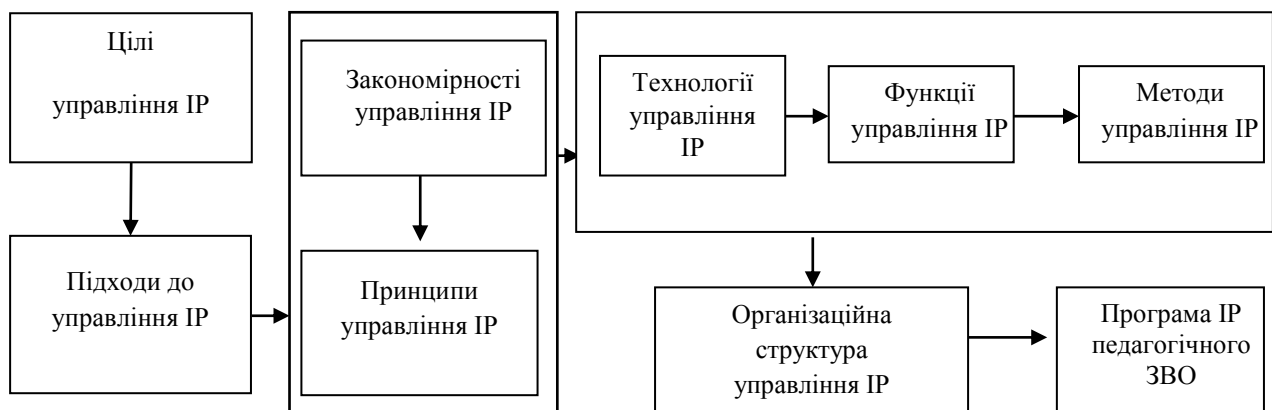 Цілі
управління ІР
Підходи до
управління ІР
Закономірності
управління ІР
Принципи
управління ІР
Технології
управління
ІР
Функції
управління ІР
Методи
управління ІР
Організаційна
структура
управління ІР
Програма ІР
педагогічного
ЗВО